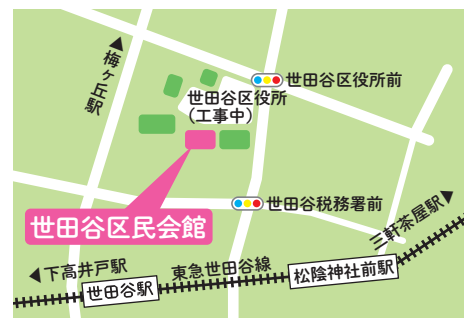 ▲梅ヶ丘駅
世田谷区役所前
世田谷区役所
（工事中）
世田谷税務署前
世田谷区民会館
三軒茶屋駅▶
◀下高井戸駅
東急世田谷線
松陰神社前駅
世田谷駅